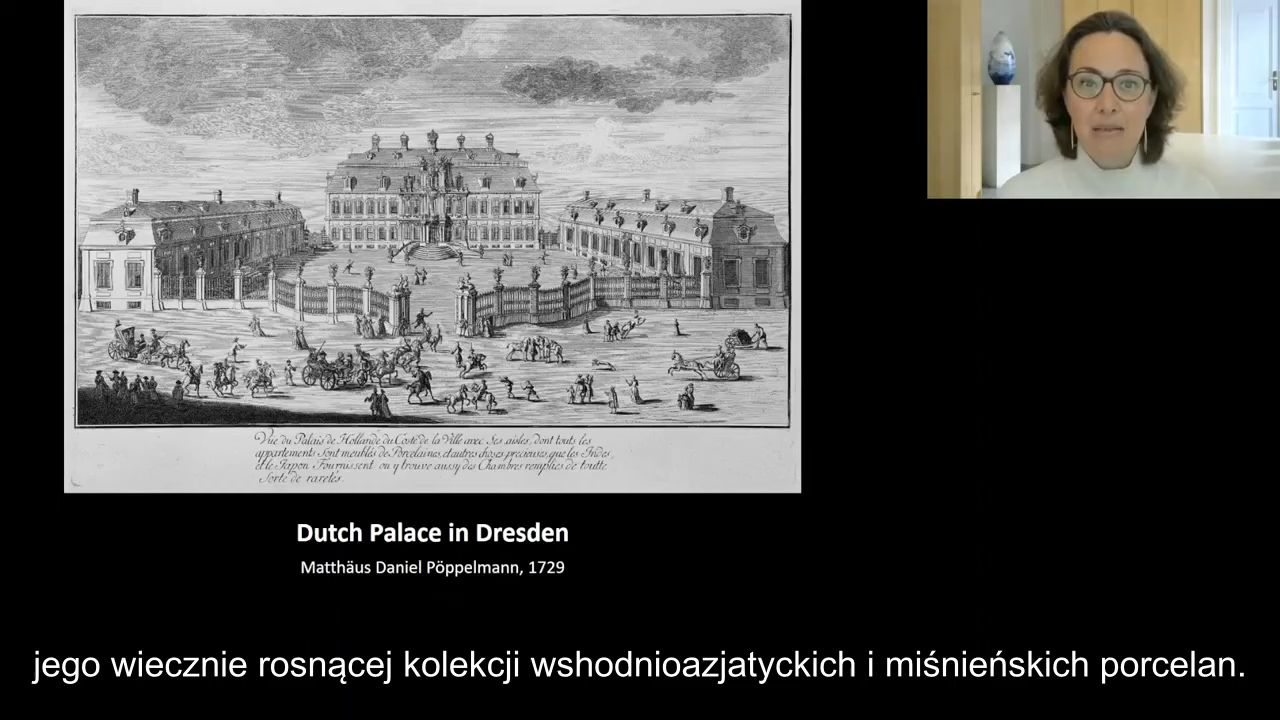 Vue du Palais de Hollande du Costé de la Ville avec Ses aisles, dont touts les
appartements Sont meublés de Porcelaines, et autres choses precieuses, que les Indes,
et le Japon Fournissent on y trouve aussy des Chambres remplies de toutte
Sorte de raretés.
Dutch Palace in Dresden
Matthäus Daniel Pöppelmann, 1729
jego wiecznie rosnącej kolekcji wshodnioazjatyckich i miśnieńskich porcelan.